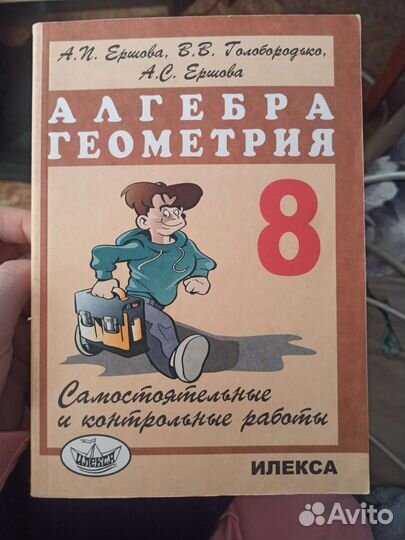 А.П. Ершова, В.В. Голобородько,
А.С. Ершова
АЛГЕБРА
ГЕОМЕТРИЯ
8
Самостоятельные
и контрольные работы
ИЛЕКСА
ИЛЕКСА
Avito